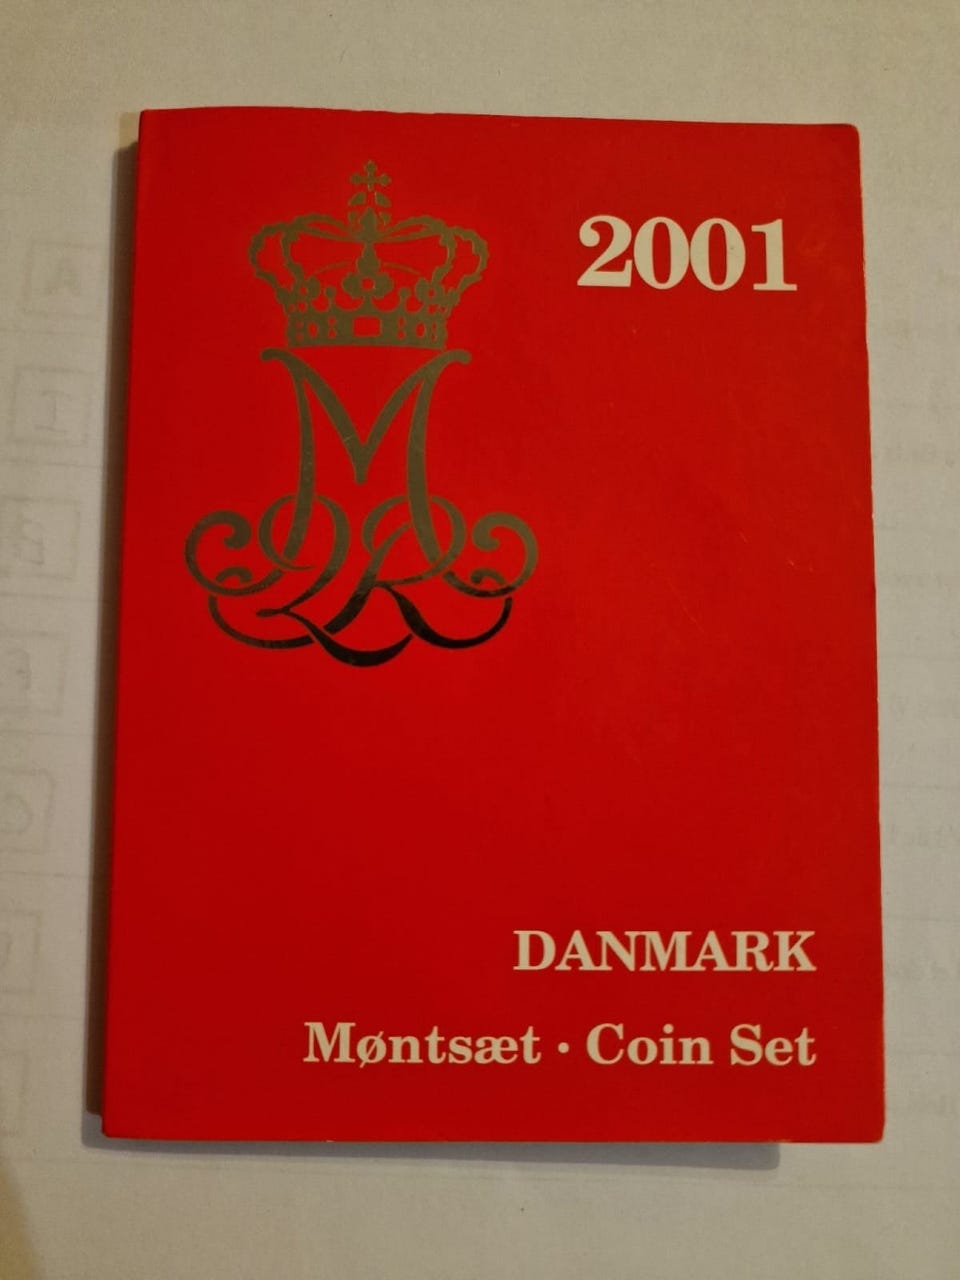 2001
DANMARK
Møntsæt · Coin Set